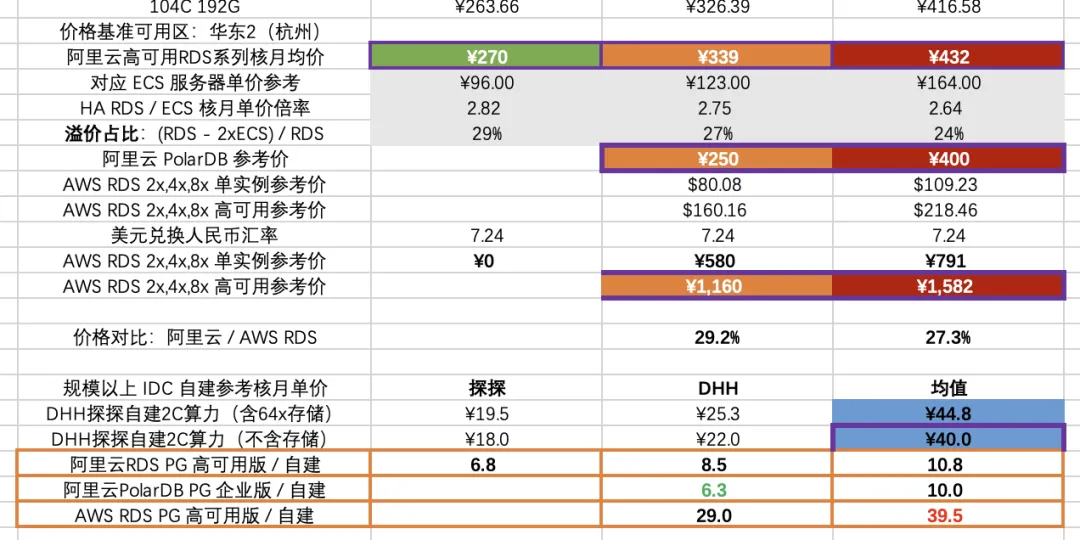 104C 192G ¥263.66 ¥326.39 ¥416.58
价格基准可用区：华东2（杭州）
阿里云高可用RDS系列核月均价 ¥270 ¥339 ¥432
对应 ECS 服务器单价参考 ¥96.00 ¥123.00 ¥164.00
HA RDS / ECS 核月单价倍率 2.82 2.75 2.64
溢价占比：(RDS - 2xECS) / RDS 29% 27% 24%
阿里云 PolarDB 参考价 ¥250 ¥400
AWS RDS 2x,4x,8x 单实例参考价 $80.08 $109.23
AWS RDS 2x,4x,8x 高可用参考价 $160.16 $218.46
美元兑换人民币汇率 7.24 7.24 7.24
AWS RDS 2x,4x,8x 单实例参考价 ¥0 ¥580 ¥791
AWS RDS 2x,4x,8x 高可用参考价 ¥1,160 ¥1,582
价格对比：阿里云 / AWS RDS 29.2% 27.3%
规模以上 IDC 自建参考核月单价 探探 DHH 均值
DHH探探自建2C算力（含64x存储） ¥19.5 ¥25.3 ¥44.8
DHH探探自建2C算力（不含存储） ¥18.0 ¥22.0 ¥40.0
阿里云RDS PG 高可用版 / 自建 6.8 8.5 10.8
阿里云PolarDB PG 企业版 / 自建 6.3 10.0
AWS RDS PG 高可用版 / 自建 29.0 39.5